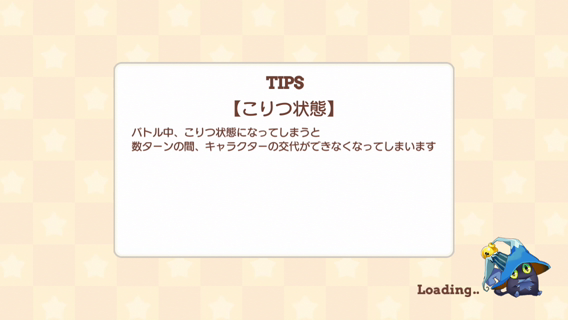 TIPS
【こりつ状態】
バトル中、こりつ状態になってしまうと
数ターンの間、キャラクターの交代ができなくなってしまいます
Loading..